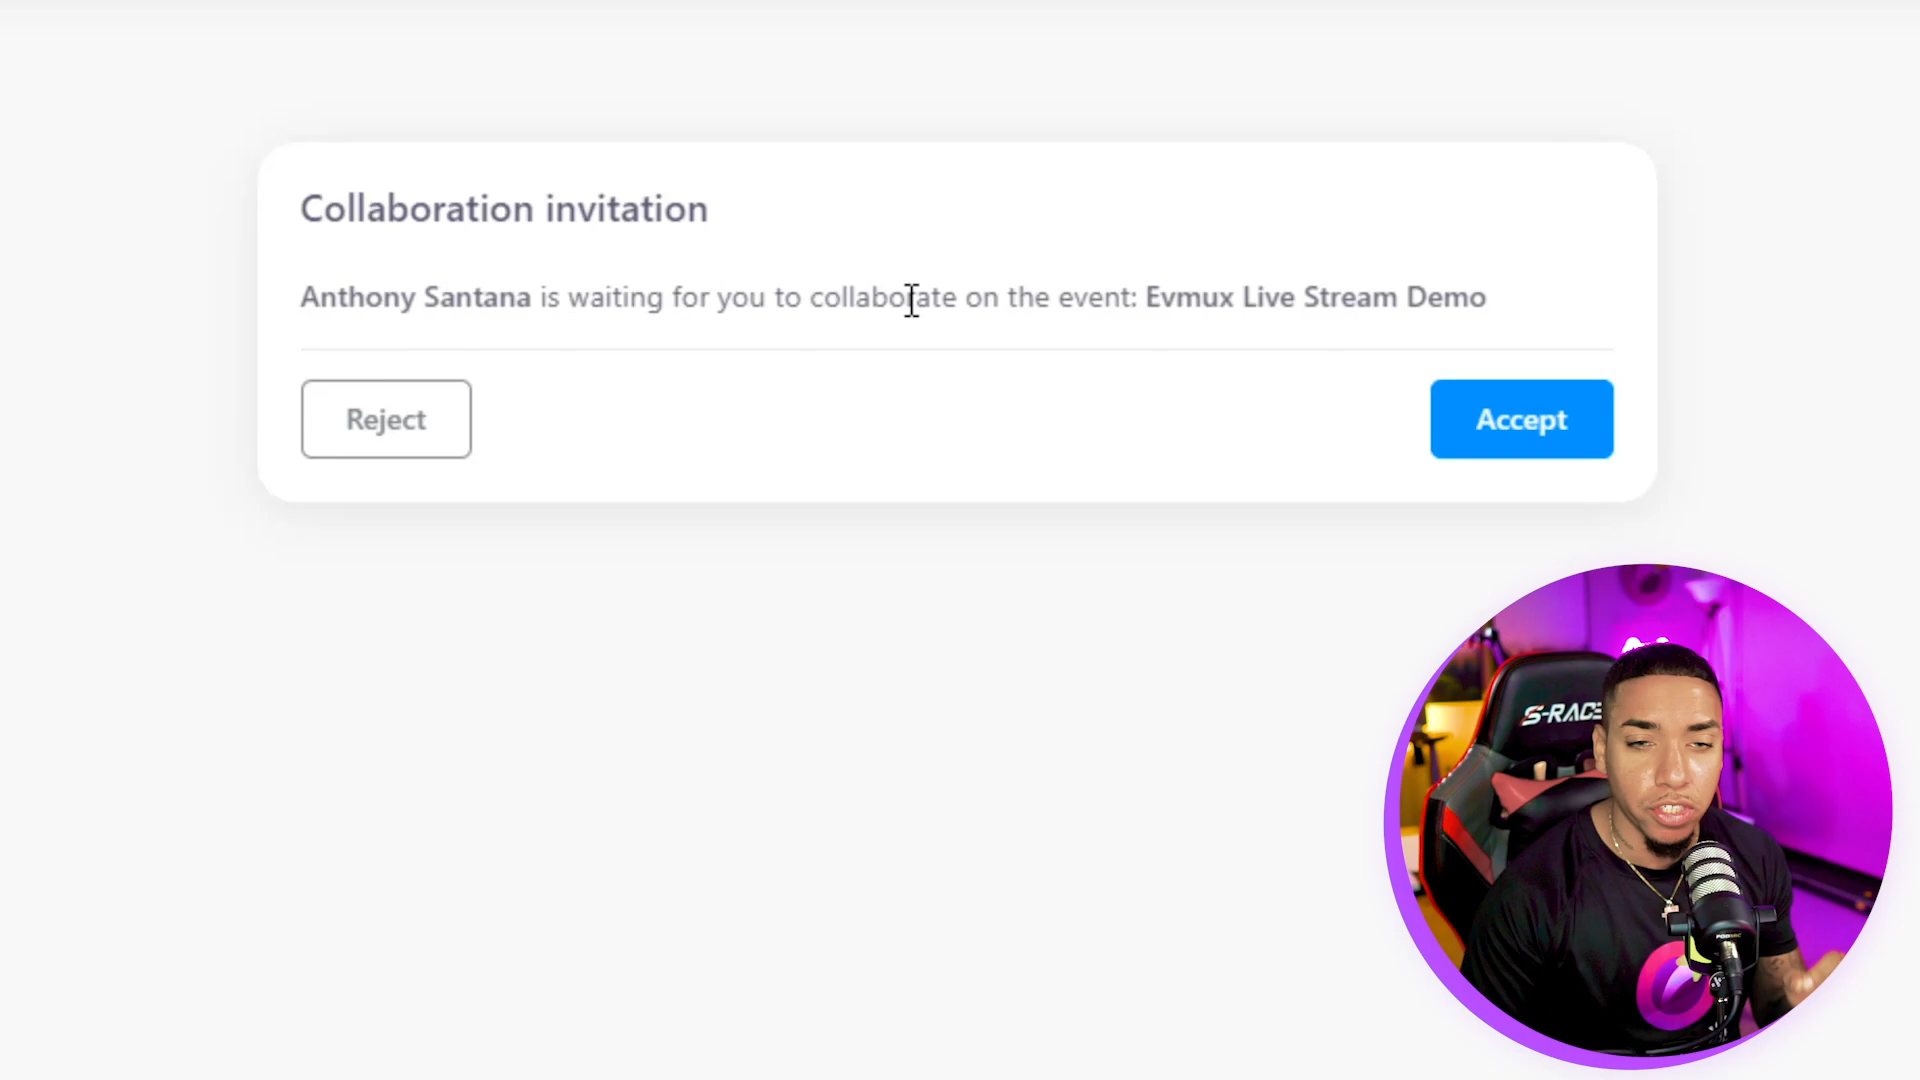 Collaboration invitation
Anthony Santana is waiting for you to collaborate on the event: Evmux Live Stream Demo
Reject
Accept
S-RACE